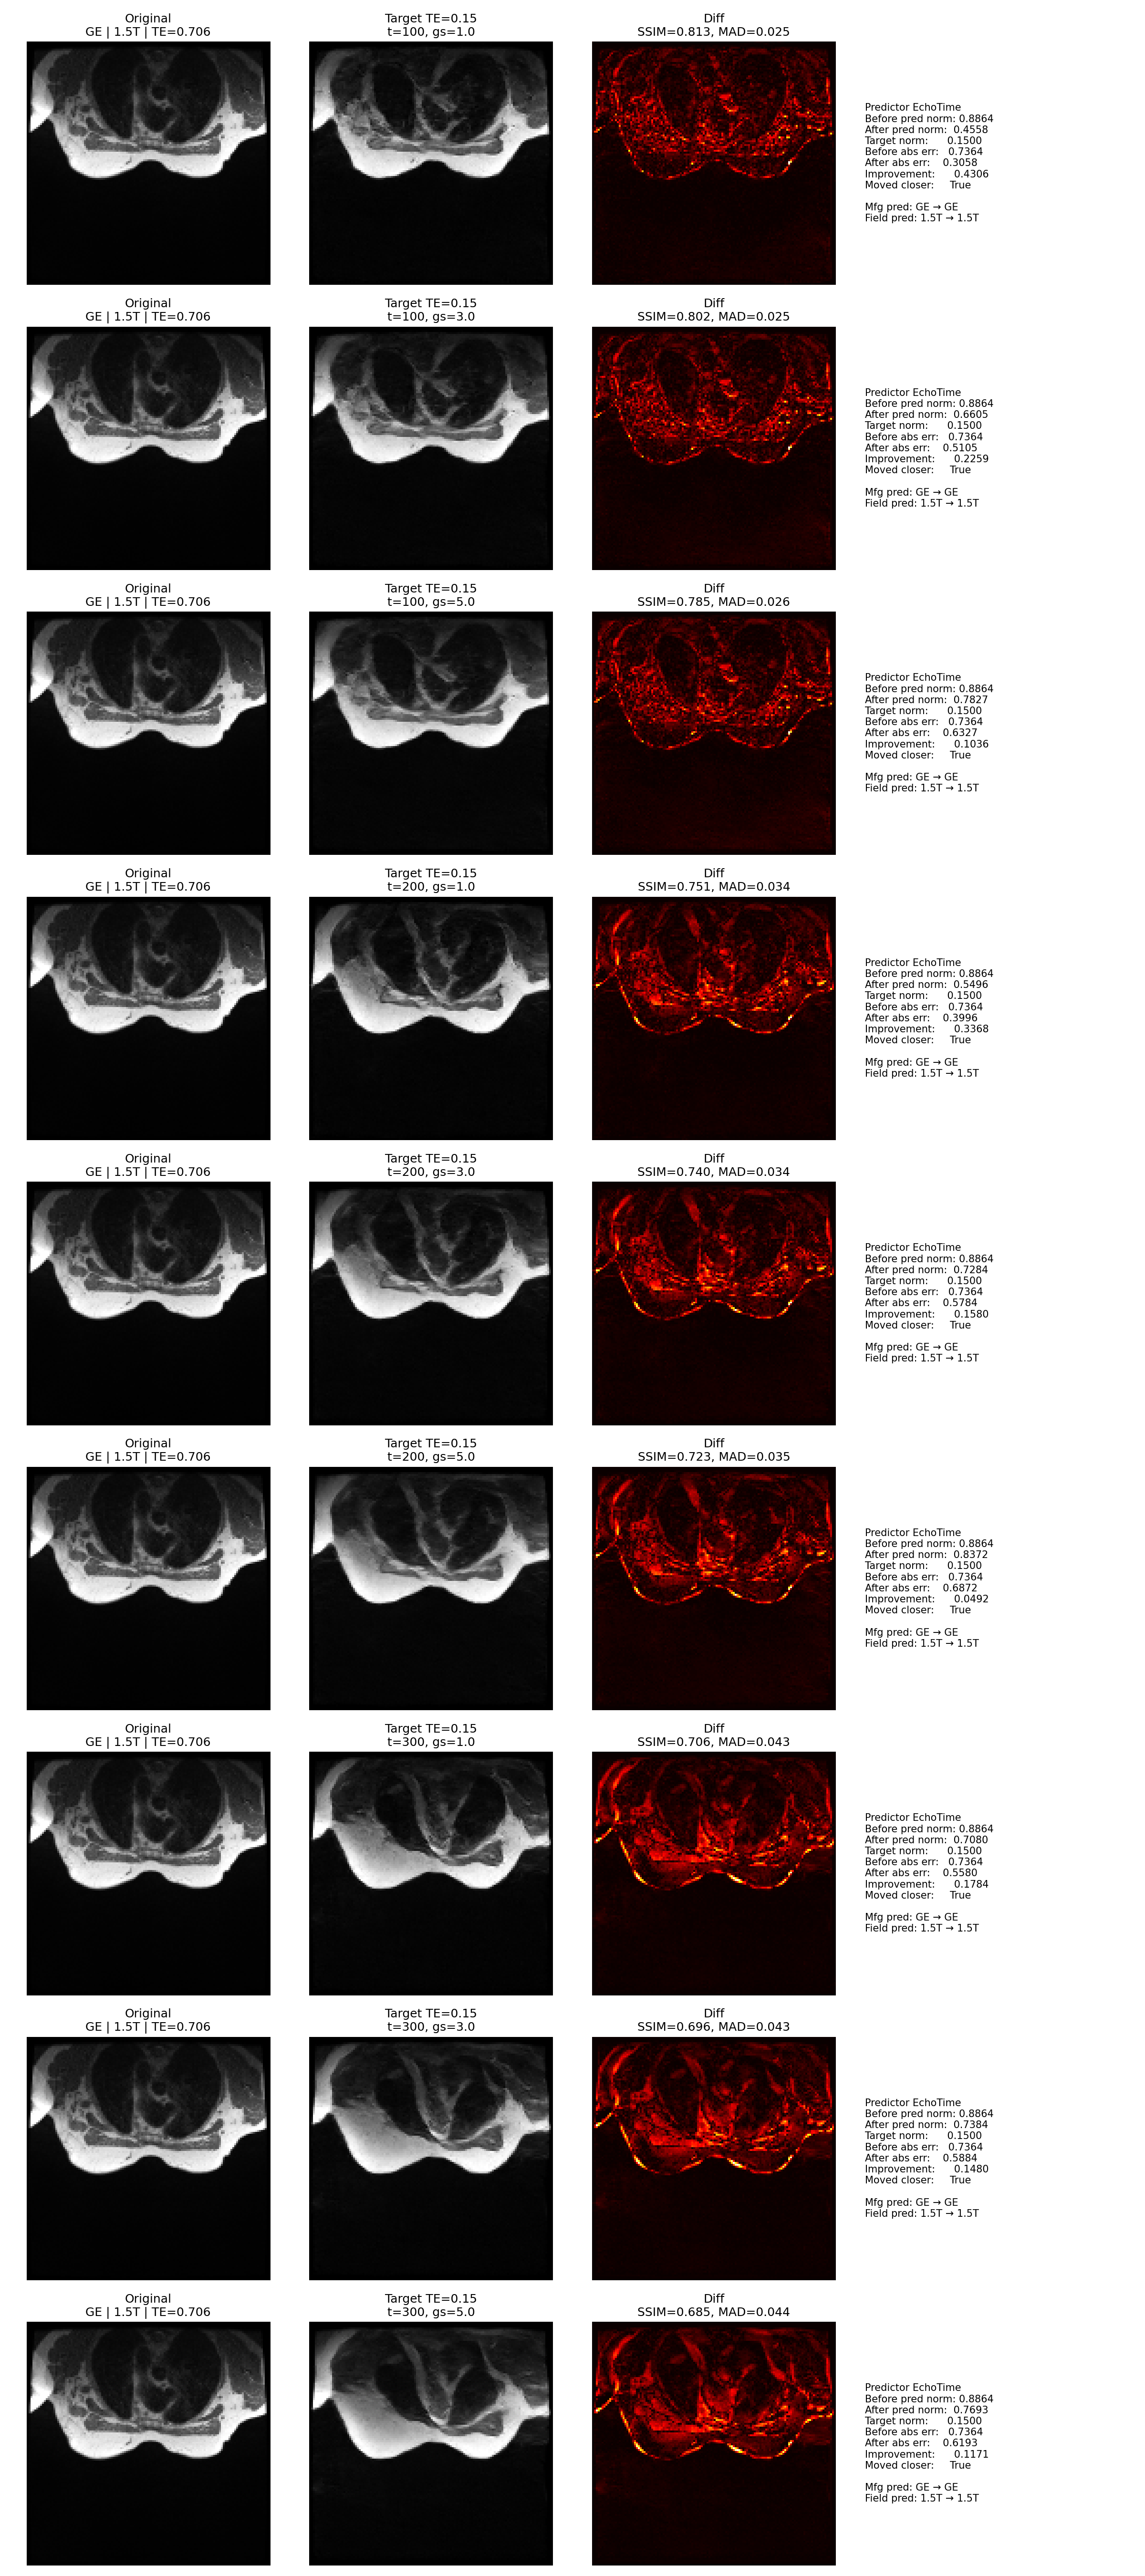 Original
GE | 1.5T | TE=0.706
Target TE=0.15
t=100, gs=1.0
Diff
SSIM=0.813, MAD=0.025
Predictor EchoTime
Before pred norm: 0.8864
After pred norm: 0.4558
Target norm: 0.1500
Before abs err: 0.7364
After abs err: 0.3058
Improvement: 0.4306
Moved closer: True
Mfg pred: GE → GE
Field pred: 1.5T → 1.5T
Original
GE | 1.5T | TE=0.706
Target TE=0.15
t=100, gs=3.0
Diff
SSIM=0.802, MAD=0.025
Predictor EchoTime
Before pred norm: 0.8864
After pred norm: 0.6605
Target norm: 0.1500
Before abs err: 0.7364
After abs err: 0.5105
Improvement: 0.2259
Moved closer: True
Mfg pred: GE → GE
Field pred: 1.5T → 1.5T
Original
GE | 1.5T | TE=0.706
Target TE=0.15
t=100, gs=5.0
Diff
SSIM=0.785, MAD=0.026
Predictor EchoTime
Before pred norm: 0.8864
After pred norm: 0.7827
Target norm: 0.1500
Before abs err: 0.7364
After abs err: 0.6327
Improvement: 0.1036
Moved closer: True
Mfg pred: GE → GE
Field pred: 1.5T → 1.5T
Original
GE | 1.5T | TE=0.706
Target TE=0.15
t=200, gs=1.0
Diff
SSIM=0.751, MAD=0.034
Predictor EchoTime
Before pred norm: 0.8864
After pred norm: 0.5496
Target norm: 0.1500
Before abs err: 0.7364
After abs err: 0.3996
Improvement: 0.3368
Moved closer: True
Mfg pred: GE → GE
Field pred: 1.5T → 1.5T
Original
GE | 1.5T | TE=0.706
Target TE=0.15
t=200, gs=3.0
Diff
SSIM=0.740, MAD=0.034
Predictor EchoTime
Before pred norm: 0.8864
After pred norm: 0.7284
Target norm: 0.1500
Before abs err: 0.7364
After abs err: 0.5784
Improvement: 0.1580
Moved closer: True
Mfg pred: GE → GE
Field pred: 1.5T → 1.5T
Original
GE | 1.5T | TE=0.706
Target TE=0.15
t=200, gs=5.0
Diff
SSIM=0.723, MAD=0.035
Predictor EchoTime
Before pred norm: 0.8864
After pred norm: 0.8372
Target norm: 0.1500
Before abs err: 0.7364
After abs err: 0.6872
Improvement: 0.0492
Moved closer: True
Mfg pred: GE → GE
Field pred: 1.5T → 1.5T
Original
GE | 1.5T | TE=0.706
Target TE=0.15
t=300, gs=1.0
Diff
SSIM=0.706, MAD=0.043
Predictor EchoTime
Before pred norm: 0.8864
After pred norm: 0.7080
Target norm: 0.1500
Before abs err: 0.7364
After abs err: 0.5580
Improvement: 0.1784
Moved closer: True
Mfg pred: GE → GE
Field pred: 1.5T → 1.5T
Original
GE | 1.5T | TE=0.706
Target TE=0.15
t=300, gs=3.0
Diff
SSIM=0.696, MAD=0.043
Predictor EchoTime
Before pred norm: 0.8864
After pred norm: 0.7384
Target norm: 0.1500
Before abs err: 0.7364
After abs err: 0.5884
Improvement: 0.1480
Moved closer: True
Mfg pred: GE → GE
Field pred: 1.5T → 1.5T
Original
GE | 1.5T | TE=0.706
Target TE=0.15
t=300, gs=5.0
Diff
SSIM=0.685, MAD=0.044
Predictor EchoTime
Before pred norm: 0.8864
After pred norm: 0.7693
Target norm: 0.1500
Before abs err: 0.7364
After abs err: 0.6193
Improvement: 0.1171
Moved closer: True
Mfg pred: GE → GE
Field pred: 1.5T → 1.5T